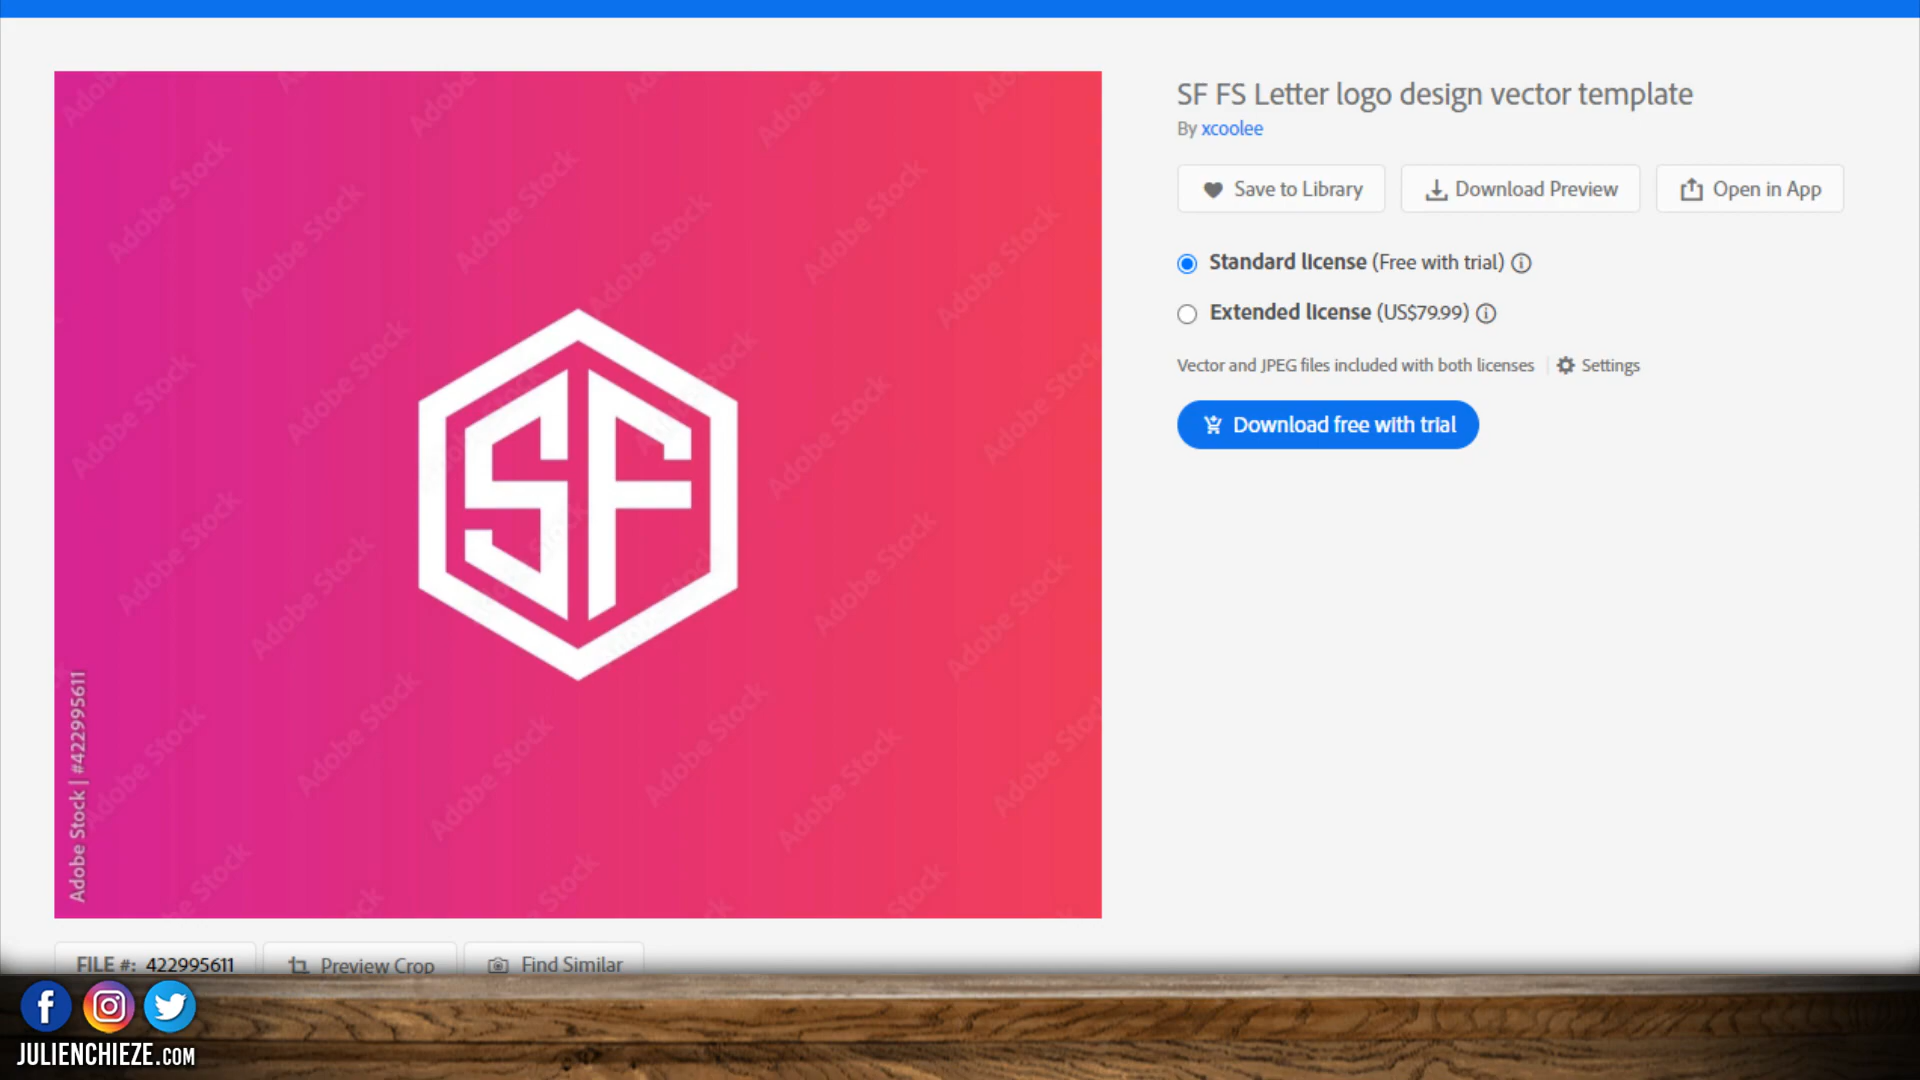 SF FS Letter logo design vector template
By xcoolee
Save to Library
Download Preview
Open in App
Standard license (Free with trial)
Extended license (US$79.99)
Vector and JPEG files included with both licenses
Settings
Download free with trial
SF
Adobe Stock
Adobe Stock | #422995611
FILE #: 422995611
Preview Crop
Find Similar
JULIENCHIEZE.COM